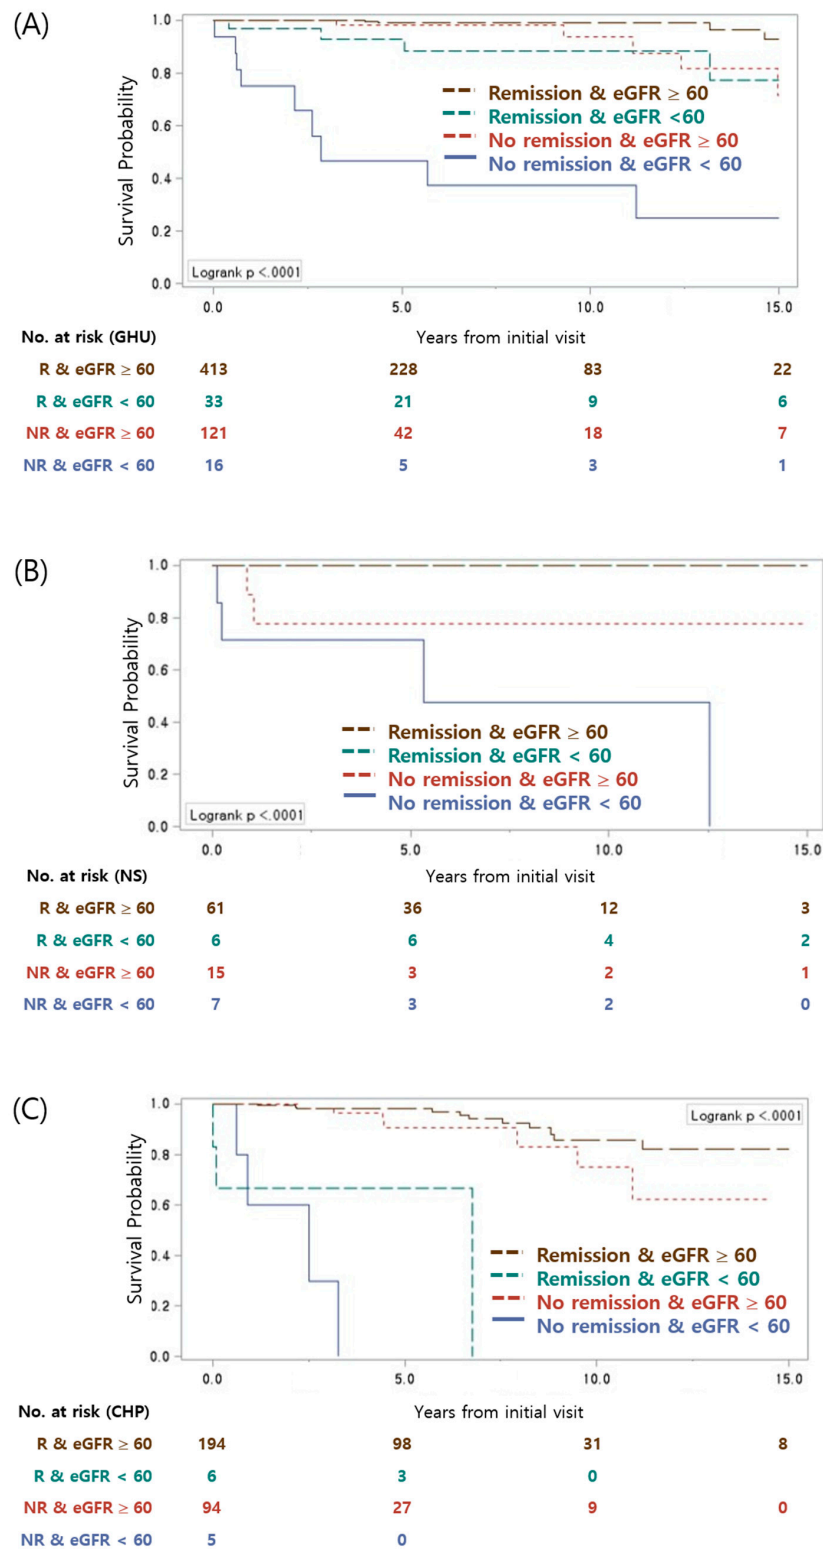 (A)
Survival Probability
1.0
0.8
0.6
0.4
0.2
0.0
Remission & eGFR ≥ 60
Remission & eGFR <60
No remission & eGFR ≥ 60
No remission & eGFR < 60
Logrank p <.0001
0.0 5.0 10.0 15.0
No. at risk (GHU) Years from initial visit
R & eGFR ≥ 60 413 228 83 22
R & eGFR < 60 33 21 9 6
NR & eGFR ≥ 60 121 42 18 7
NR & eGFR < 60 16 5 3 1
(B)
Survival Probability
1.0
0.8
0.6
0.4
0.2
0.0
Remission & eGFR ≥ 60
Remission & eGFR < 60
No remission & eGFR ≥ 60
No remission & eGFR < 60
Logrank p <.0001
0.0 5.0 10.0 15.0
No. at risk (NS) Years from initial visit
R & eGFR ≥ 60 61 36 12 3
R & eGFR < 60 6 6 4 2
NR & eGFR ≥ 60 15 3 2 1
NR & eGFR < 60 7 3 2 0
(C)
Survival Probability
1.0
0.8
0.6
0.4
0.2
0.0
Logrank p <.0001
Remission & eGFR ≥ 60
Remission & eGFR < 60
No remission & eGFR ≥ 60
No remission & eGFR < 60
0.0 5.0 10.0 15.0
No. at risk (CHP) Years from initial visit
R & eGFR ≥ 60 194 98 31 8
R & eGFR < 60 6 3 0
NR & eGFR ≥ 60 94 27 9 0
NR & eGFR < 60 5 0